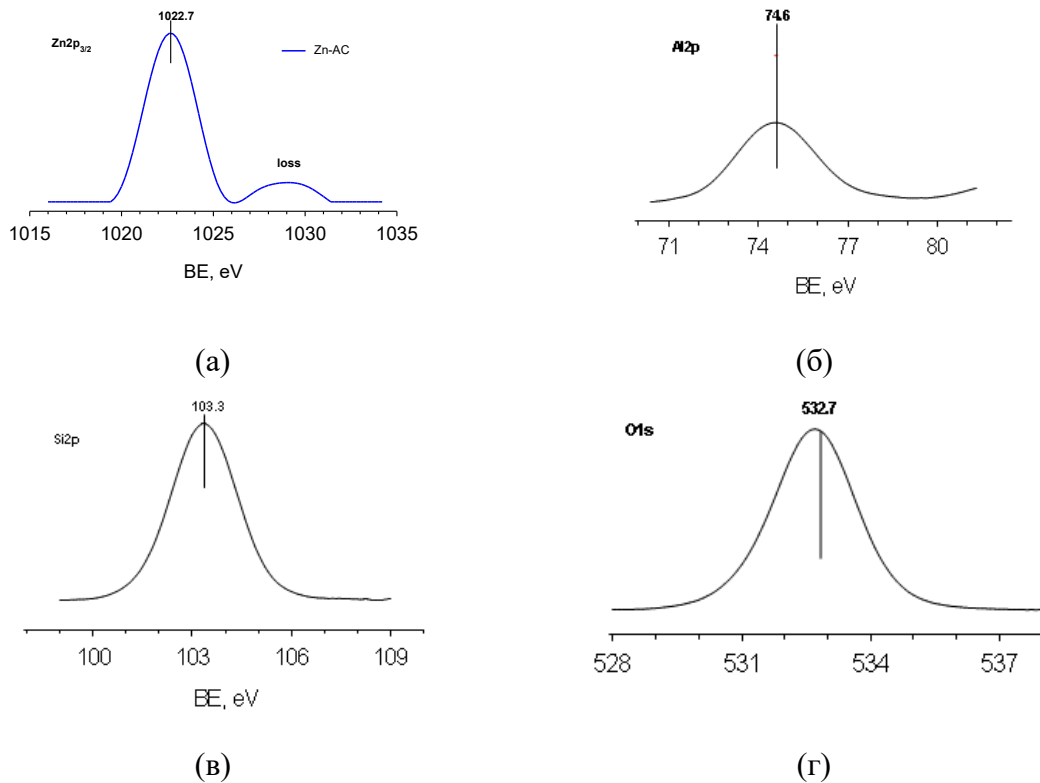 1022.7
Zn2p3/2
Zn-AC
loss
1015 1020 1025 1030 1035
BE, eV
(а)
74.6
Al2p
71 74 77 80
BE, eV
(б)
103.3
Si2p
100 103 106 109
BE, eV
(в)
532.7
O1s
528 531 534 537
(г)